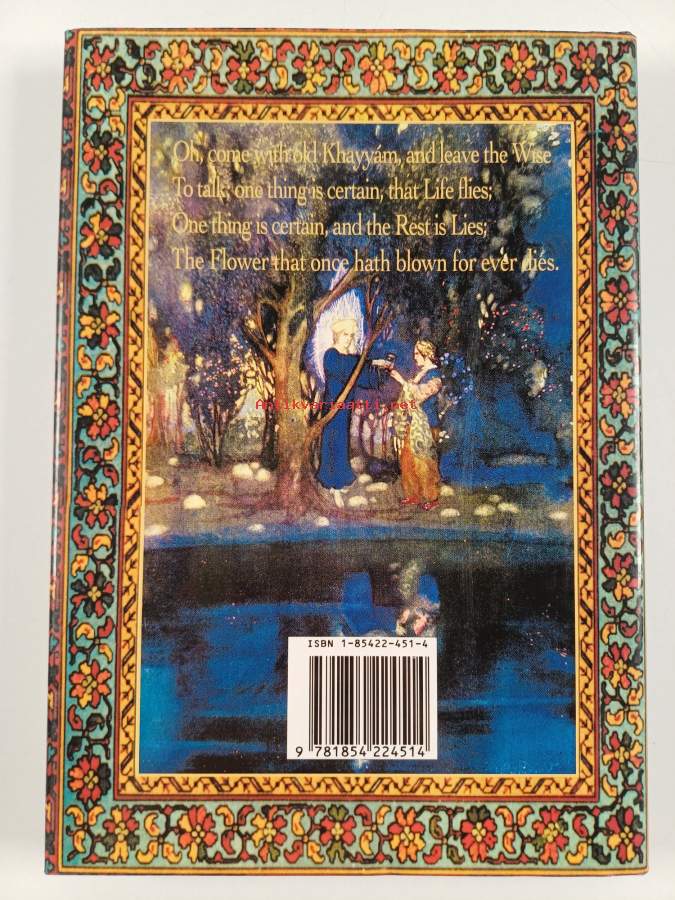 Oh, come with old Khayyám, and leave the Wise
To talk; one thing is certain, that Life flies;
One thing is certain, and the Rest is Lies;
The Flower that once hath blown for ever dies.
Antikvariaatti.net
ISBN 1-85422-451-4
9 781854 224514